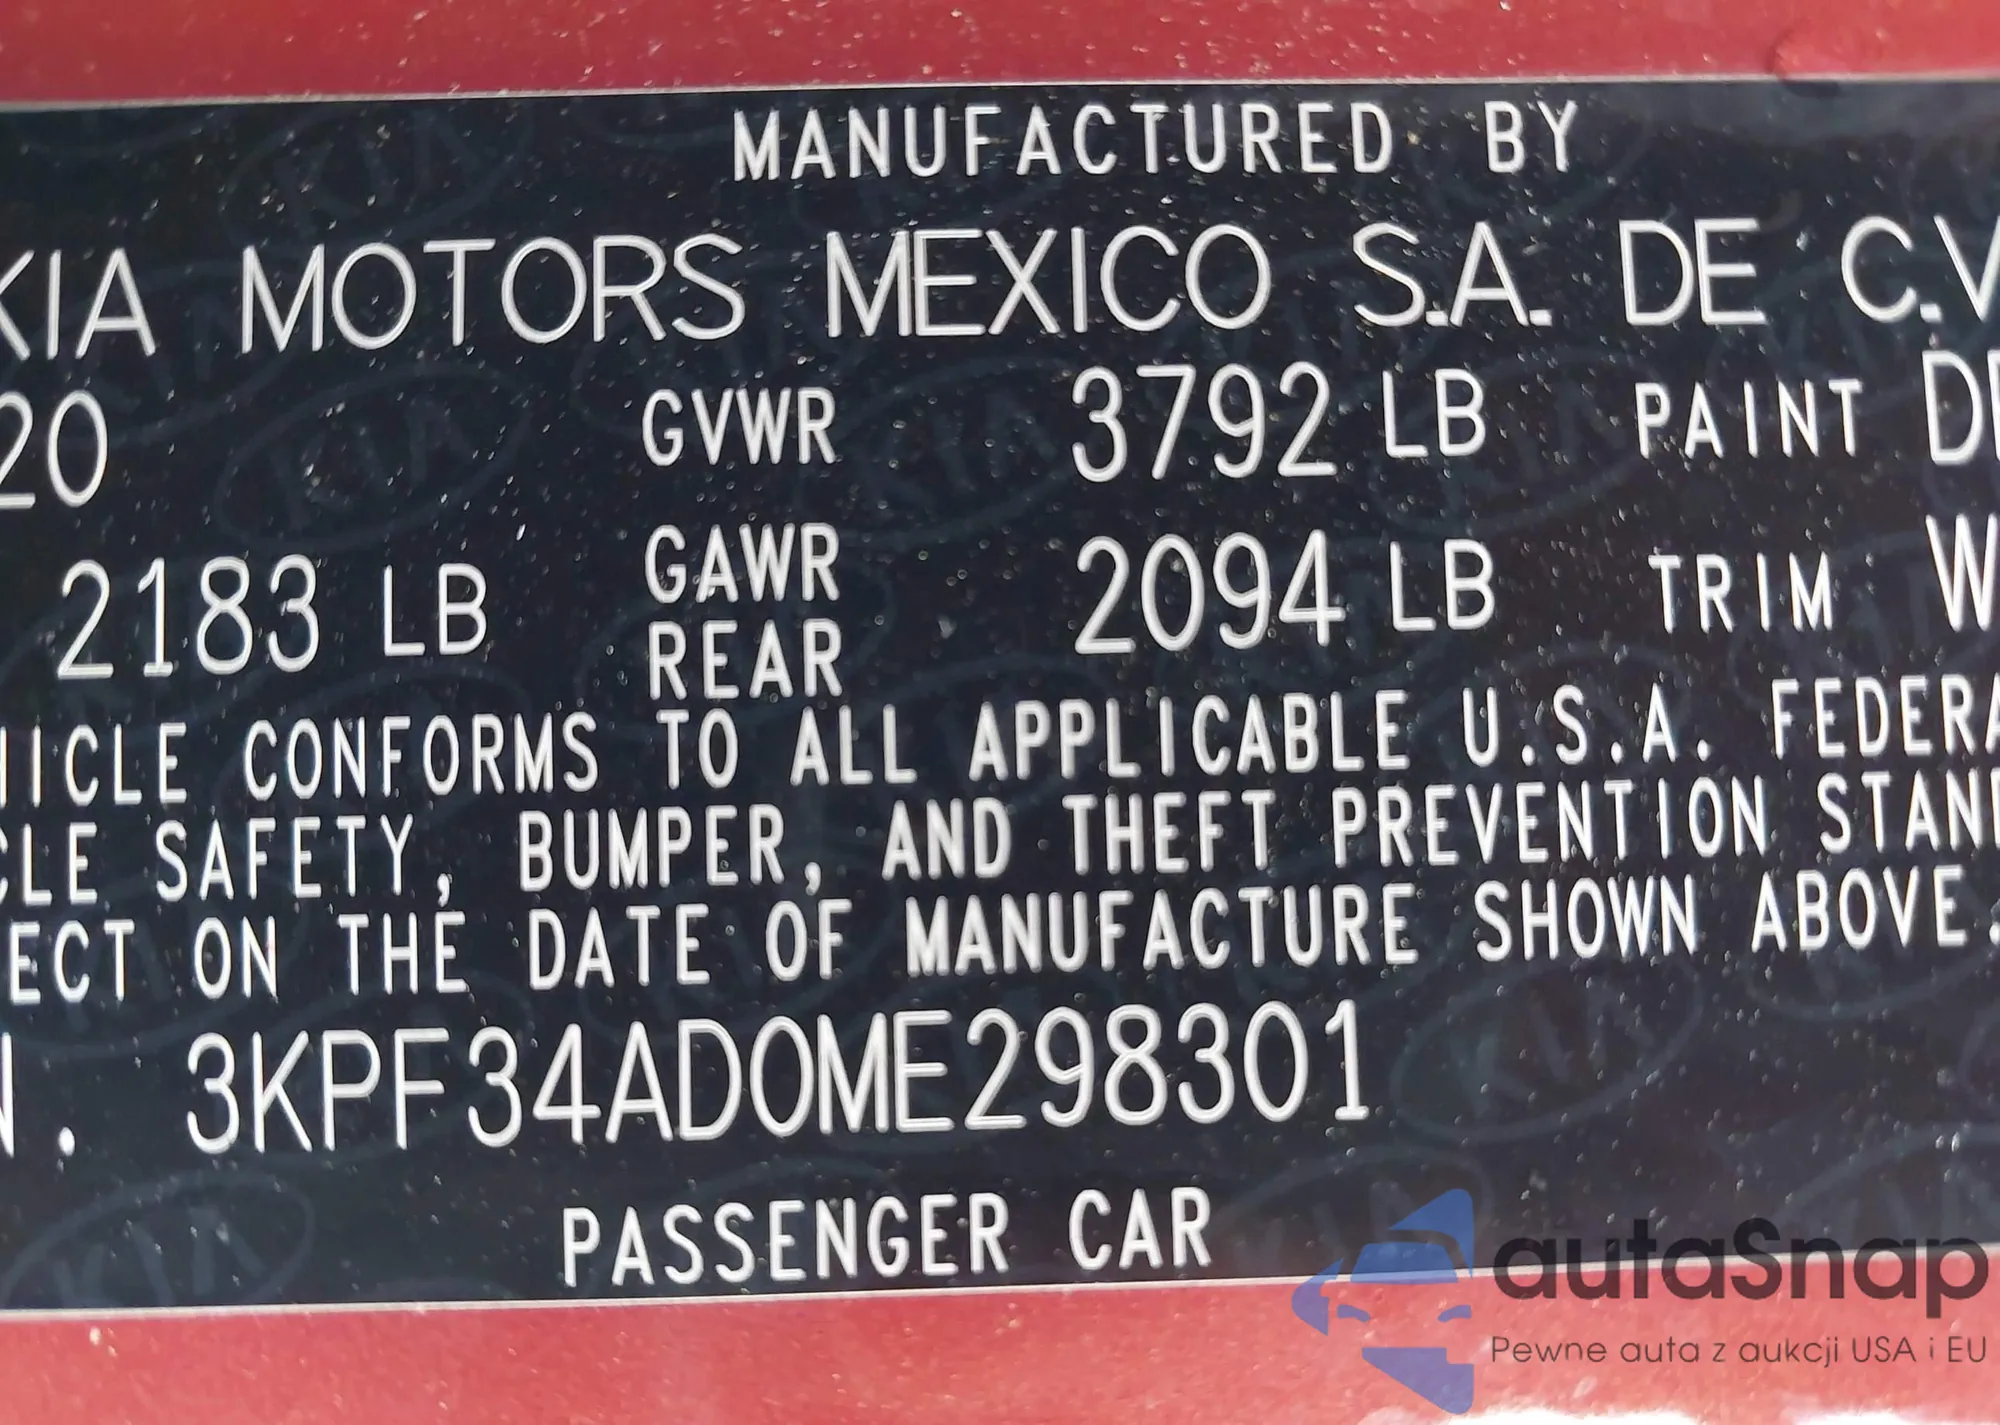 MANUFACTURED BY
KIA MOTORS MEXICO S.A. DE C.V
20 GVWR 3792 LB PAINT
2183 LB GAWR REAR 2094 LB TRIM
HICLE CONFORMS TO ALL APPLICABLE U.S.A. FEDERA
CLE SAFETY, BUMPER, AND THEFT PREVENTION STAN
ECT ON THE DATE OF MANUFACTURE SHOWN ABOVE.
N. 3KPF34AD0ME298301
PASSENGER CAR
autaSnap
Pewne auta z aukcji USA i EU